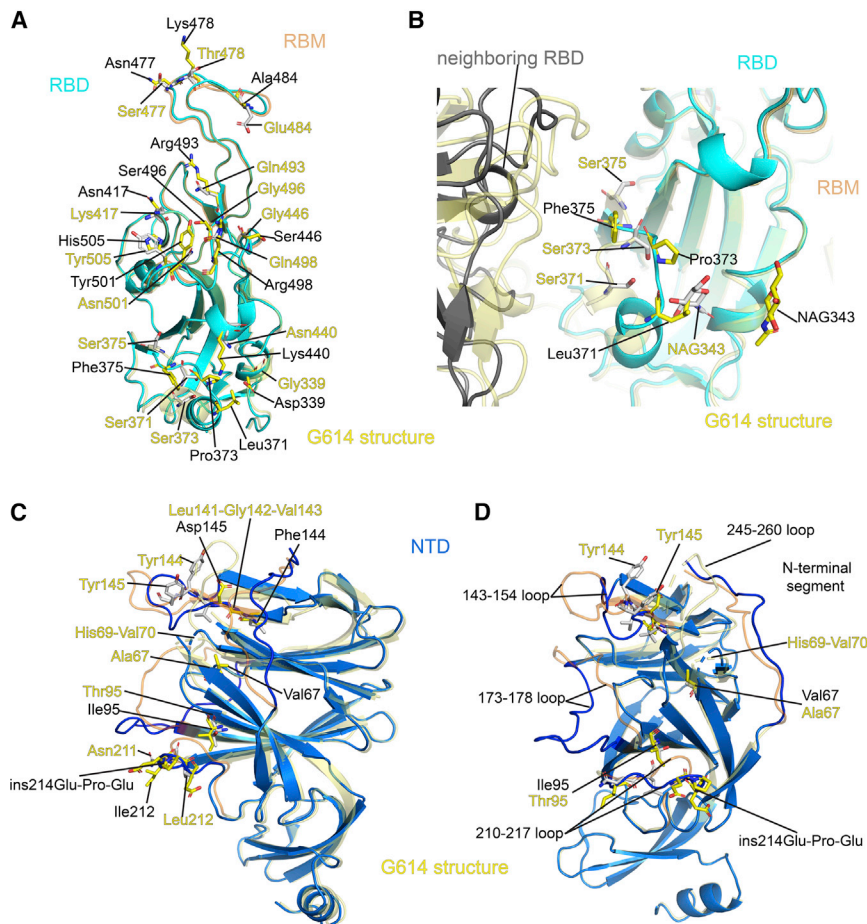 A
Lys478
RBM
Asn477
Thr478
RBD
Ala484
Ser477
Glu484
Arg493
Ser496
Gln493
Asn417
Gly496
Lys417
Gly446
His505
Ser446
Tyr505
Gln498
Tyr501
Arg498
Asn501
Ser375
Asn440
Phe375
Lys440
Gly339
Ser371
Asp339
Ser373
Leu371
Pro373
G614 structure
B
neighboring RBD
RBD
Ser375
RBM
Phe375
Ser373
Pro373
Ser371
NAG343
Leu371
NAG343
G614 structure
C
Leu141-Gly142-Val143
Asp145
Phe144
NTD
Tyr144
Tyr145
His69-Val70
Ala67
Thr95
Val67
Ile95
Asn211
ins214Glu-Pro-Glu
Ile212
Leu212
G614 structure
D
Tyr145
245-260 loop
Tyr144
N-terminal
segment
143-154 loop
His69-Val70
173-178 loop
Val67
Ala67
Ile95
Thr95
210-217 loop
ins214Glu-Pro-Glu